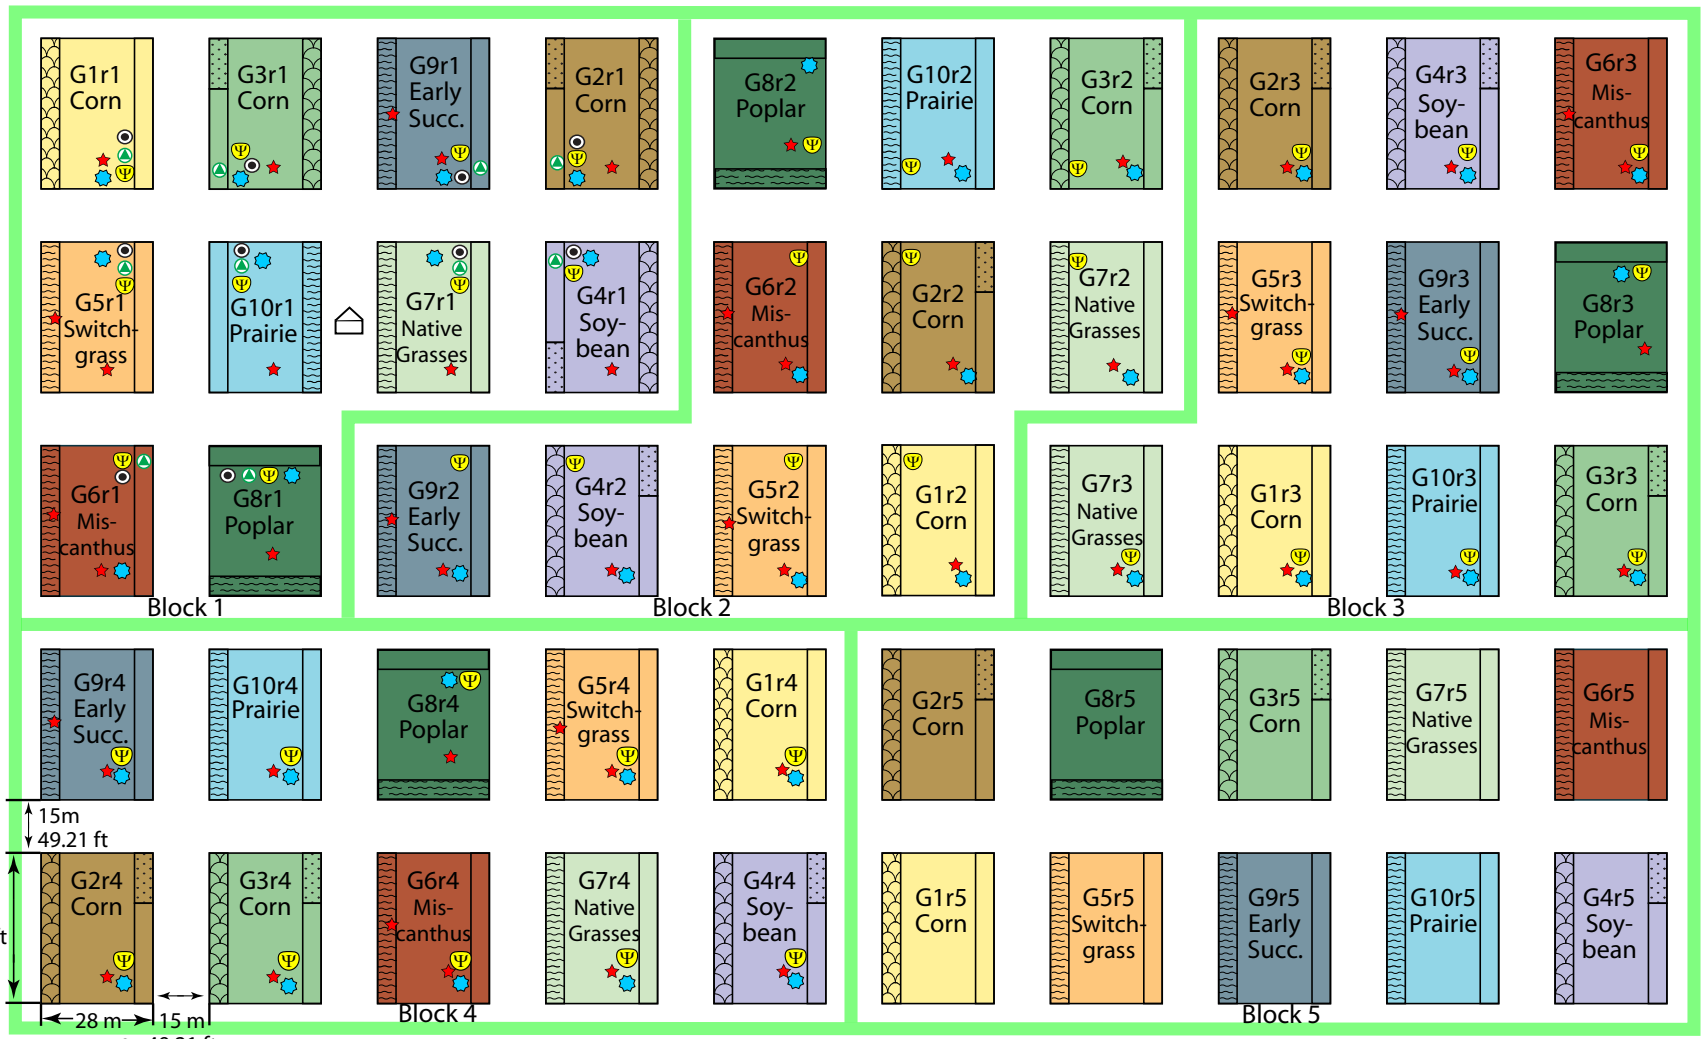 G1r1
Corn
G3r1
Corn
G9r1
Early
Succ.
G2r1
Corn
G8r2
Poplar
G10r2
Prairie
G3r2
Corn
G2r3
Corn
G4r3
Soy-
bean
G6r3
Mis-
canthus
G5r1
Switch-
grass
G10r1
Prairie
G7r1
Native
Grasses
G4r1
Soy-
bean
G6r2
Mis-
canthus
G2r2
Corn
G7r2
Native
Grasses
G5r3
Switch-
grass
G9r3
Early
Succ.
G8r3
Poplar
G6r1
Mis-
canthus
G8r1
Poplar
G9r2
Early
Succ.
G4r2
Soy-
bean
G5r2
Switch-
grass
G1r2
Corn
G7r3
Native
Grasses
G1r3
Corn
G10r3
Prairie
G3r3
Corn
Block 1
Block 2
Block 3
G9r4
Early
Succ.
G10r4
Prairie
G8r4
Poplar
G5r4
Switch-
grass
G1r4
Corn
G2r5
Corn
G8r5
Poplar
G3r5
Corn
G7r5
Native
Grasses
G6r5
Mis-
canthus
15m
49.21 ft
G2r4
Corn
G3r4
Corn
G6r4
Mis-
canthus
G7r4
Native
Grasses
G4r4
Soy-
bean
G1r5
Corn
G5r5
Switch-
grass
G9r5
Early
Succ.
G10r5
Prairie
G4r5
Soy-
bean
28 m
15 m
Block 4
Block 5